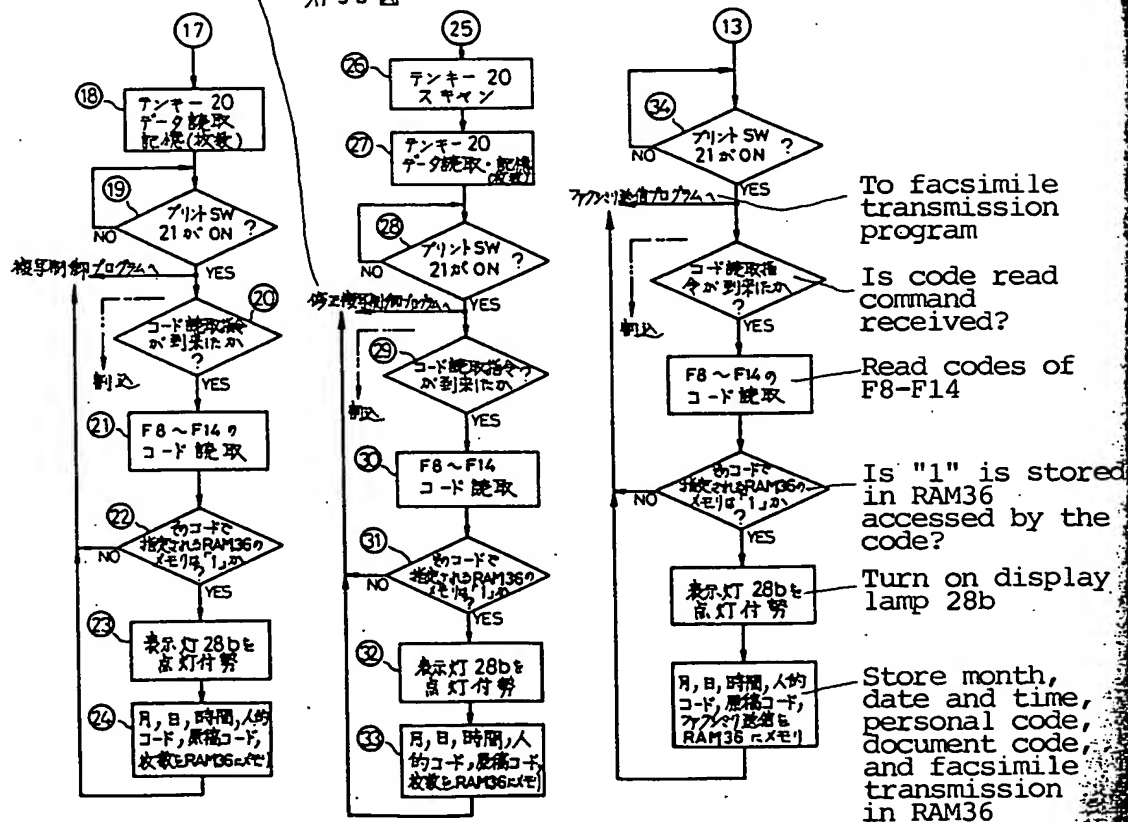 17
18
テンキー 20
データ読取
記憶(枚数)
19
プリントSW
21がON
?
NO
YES
複写制御プログラムへ
20
コード読取指令
が到来したか
?
割込
YES
21
F8~F14の
コード読取
22
そのコードで
指定されるRAM36の
メモリは「1」か
?
NO
YES
23
表示灯28bを
点灯付勢
24
月,日,時間,人的
コード,原稿コード,
枚数をRAM36にメモリ
25
26
テンキー 20
スキャン
27
テンキー 20
データ読取・記憶
(枚数)
28
プリントSW
21がON
?
NO
YES
修正複写制御プログラムへ
29
コード読取指令
が到来したか
?
割込
YES
30
F8~F14
コード読取
31
そのコードで
指定されるRAM36の
メモリは「1」か
?
NO
YES
32
表示灯28bを
点灯付勢
33
月,日,時間,人
的コード,原稿コード,
枚数をRAM36にメモリ
13
34
プリントSW
21がON
?
NO
YES
ファクシミリ送信プログラムへ
コード読取指
令が到来したか
?
割込
YES
F8~F14の
コード読取
そのコードで
指定されるRAM36の
メモリは「1」か
?
NO
YES
表示灯28bを
点灯付勢
月,日,時間,人的
コード,原稿コード,
ファクシミリ送信を
RAM36にメモリ
To facsimile
transmission
program
Is code read
command
received?
Read codes of
F8-F14
Is "1" is stored
in RAM36
accessed by the
code?
Turn on display
lamp 28b
Store month,
date and time,
personal code,
document code,
and facsimile
transmission
in RAM36